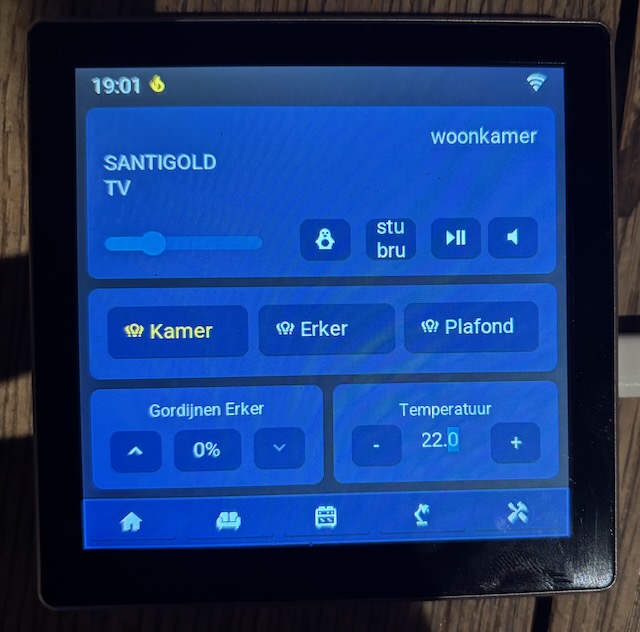 19:01
woonkamer
SANTIGOLD
TV
stu
bru
Kamer
Erker
Plafond
Gordijnen Erker
0%
Temperatuur
-
22.0
+